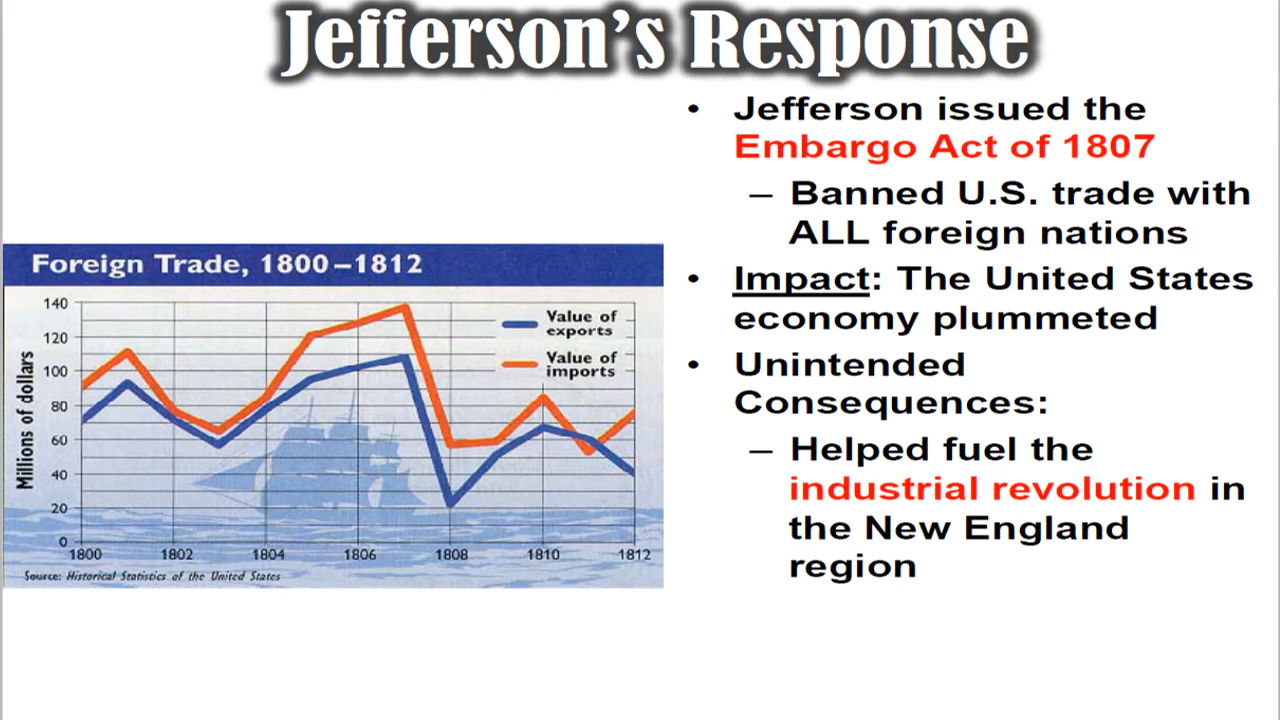 Jefferson’s Response
• Jefferson issued the
Embargo Act of 1807
– Banned U.S. trade with
ALL foreign nations
• Impact: The United States
economy plummeted
• Unintended
Consequences:
– Helped fuel the
industrial revolution in
the New England
region
Foreign Trade, 1800–1812
Millions of dollars
140
120
100
80
60
40
20
0
Value of
exports
Value of
imports
1800 1802 1804 1806 1808 1810 1812
Source: Historical Statistics of the United States